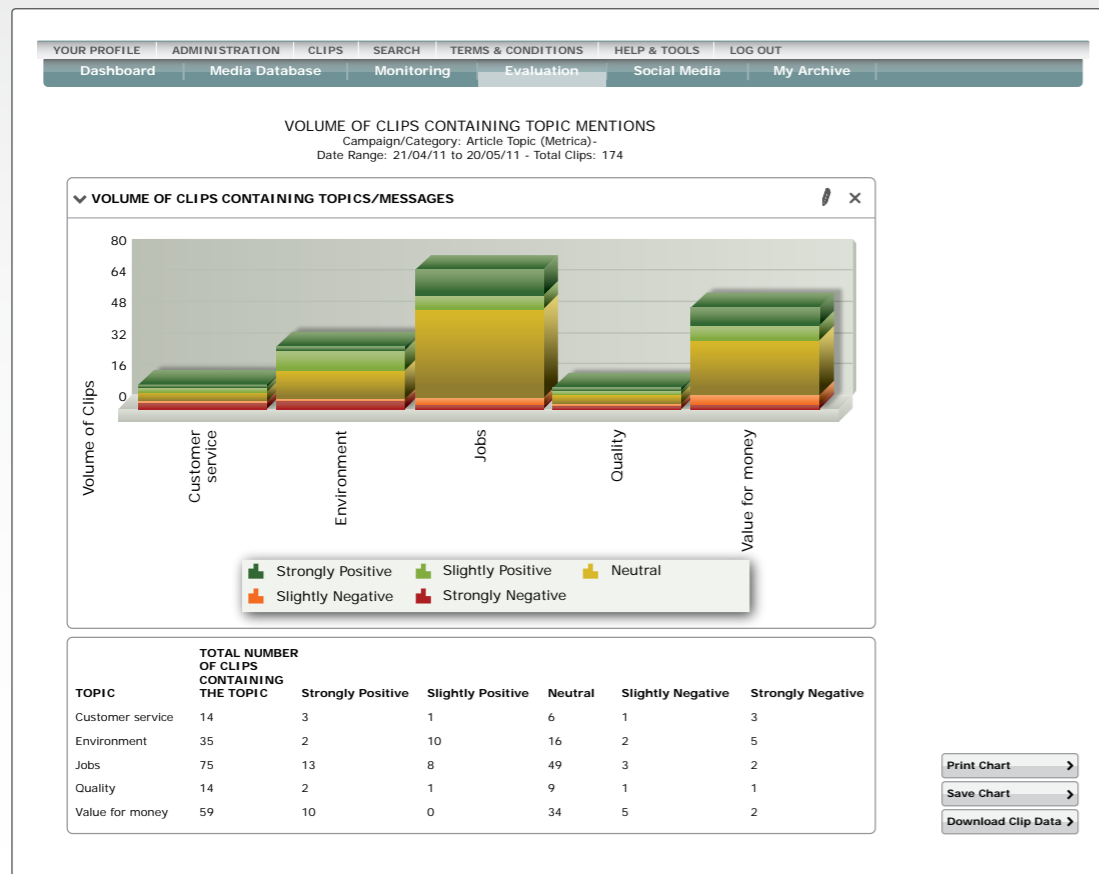 YOUR PROFILE ADMINISTRATION CLIPS SEARCH TERMS & CONDITIONS HELP & TOOLS LOG OUT
Dashboard Media Database Monitoring Evaluation Social Media My Archive
VOLUME OF CLIPS CONTAINING TOPIC MENTIONS
Campaign/Category: Article Topic (Metrica)-
Date Range: 21/04/11 to 20/05/11 - Total Clips: 174
VOLUME OF CLIPS CONTAINING TOPICS/MESSAGES
80
64
48
32
16
0
Volume of Clips
Customer
service
Environment
Jobs
Quality
Value for money
Strongly Positive Slightly Positive Neutral
Slightly Negative Strongly Negative
TOTAL NUMBER
OF CLIPS
CONTAINING
TOPIC THE TOPIC Strongly Positive Slightly Positive Neutral Slightly Negative Strongly Negative
Customer service 14 3 1 6 1 3
Environment 35 2 10 16 2 5
Jobs 75 13 8 49 3 2
Quality 14 2 1 9 1 1
Value for money 59 10 0 34 5 2
Print Chart
Save Chart
Download Clip Data